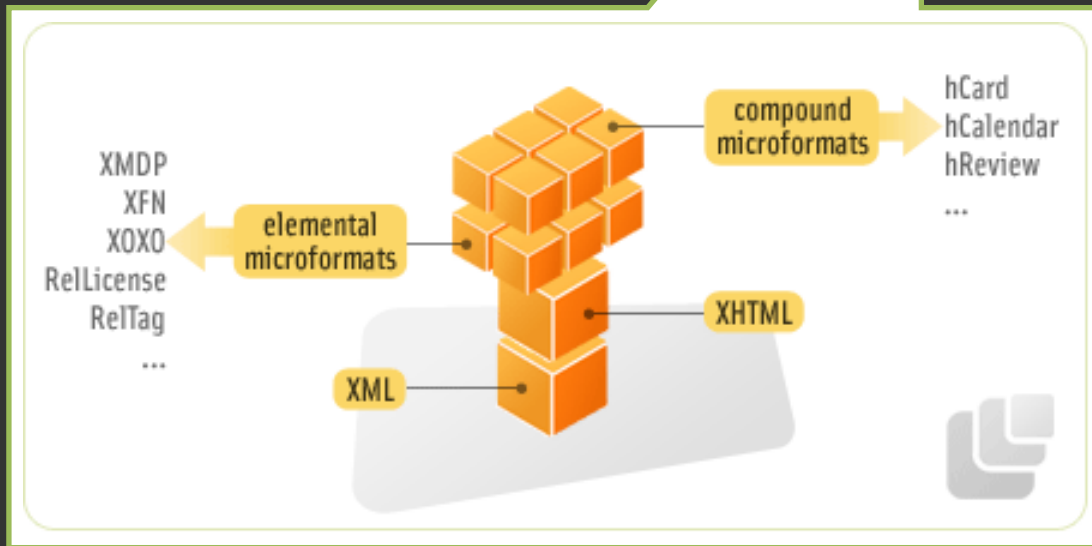 XMDP
XFN
XOXO
RelLicense
RelTag
...
elemental
microformats
compound
microformats
hCard
hCalendar
hReview
...
XHTML
XML